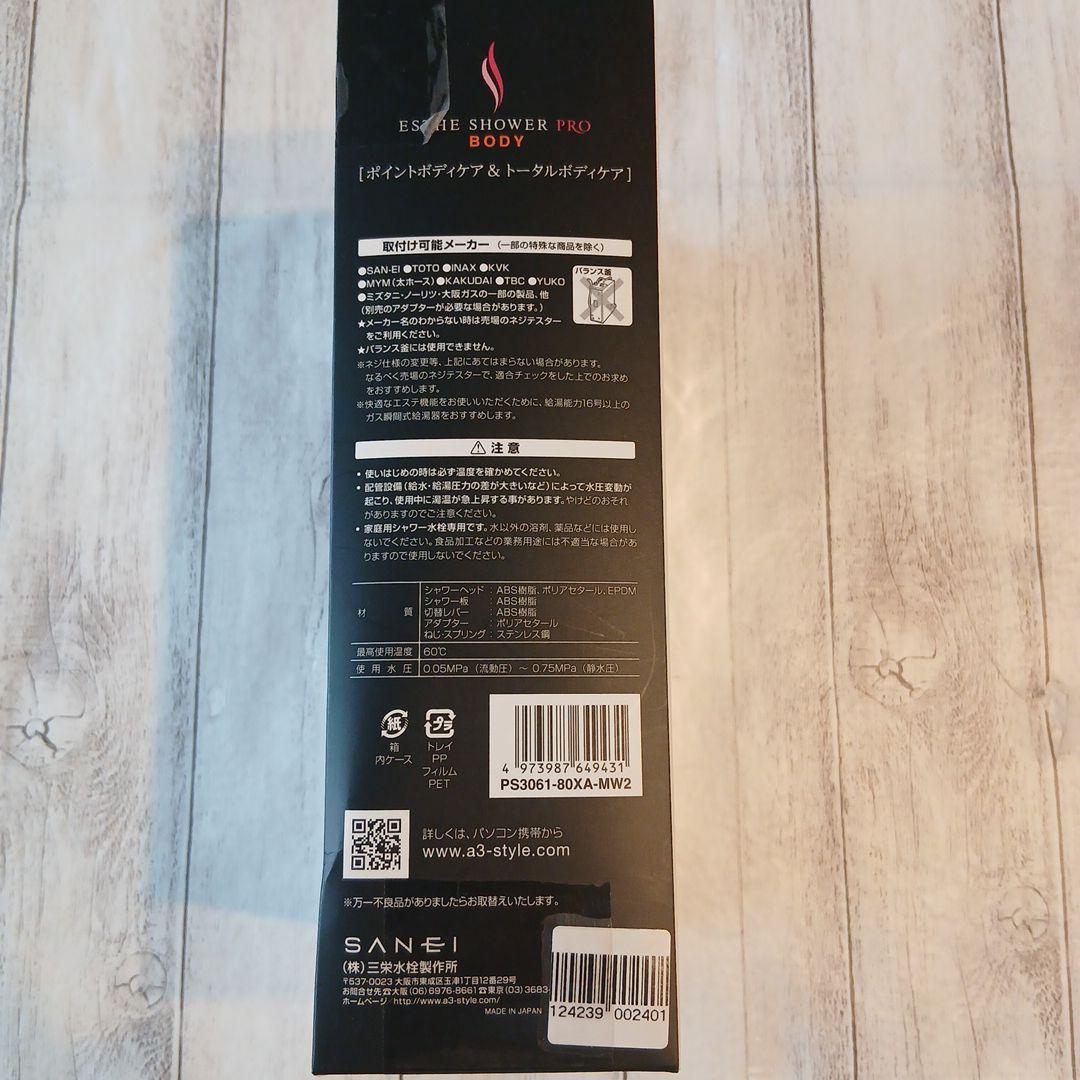 ESTHE SHOWER PRO
BODY
[ポイントボディケア & トータルボディケア]
取付け可能メーカー (一部の特殊な商品を除く)
●SAN-EI ●TOTO ●INAX ●KVK
●MYM(太ホース)●KAKUDAI ●TBC ●YUKO
●ミズタニ・ノーリツ・大阪ガスの一部の製品、他
(別売のアダプターが必要な場合があります。)
★メーカー名のわからない時は売場のネジテスター
をご利用ください。
★バランス釜には使用できません。
バランス釜
※ネジ仕様の変更等、上記にあてはまらない場合があります。
なるべく売場のネジテスターで、適合チェックをした上でのお求め
をおすすめします。
※快適なエステ機能をお使いいただくために、給湯能力16号以上の
ガス瞬間式給湯器をおすすめします。
⚠注意
・使いはじめの時は必ず温度を確かめてください。
・配管設備(給水・給湯圧力の差が大きいなど)によって水圧変動が
起こり、使用中に湯温が急上昇する事があります。やけどのおそれ
がありますのでご注意ください。
・家庭用シャワー水栓専用です。水以外の溶剤、薬品などには使用し
ないでください。食品加工などの業務用途には不適当な場合があ
りますので使用しないでください。
材質
シャワーヘッド：ABS樹脂、ポリアセタール、EPDM
シャワー板：ABS樹脂
切替レバー：ABS樹脂
アダプター：ポリアセタール
ねじ・スプリング：ステンレス鋼
最高使用温度 60℃
使用水圧 0.05MPa（流動圧）～ 0.75MPa（静水圧）
紙
箱
内ケース
プラ
トレイ
PP
フィルム
PET
4 973987 649431
PS3061-80XA-MW2
詳しくは、パソコン携帯から
www.a3-style.com
※万一不良品がありましたらお取替えいたします。
SANEI
(株)三栄水栓製作所
〒537-0023 大阪市東成区玉津1丁目12番29号
お問合せ先 ☎大阪(06)6976-8661 ☎東京(03)3683-
ホームページ/http://www.a3-style.com/
MADE IN JAPAN
124239 002401